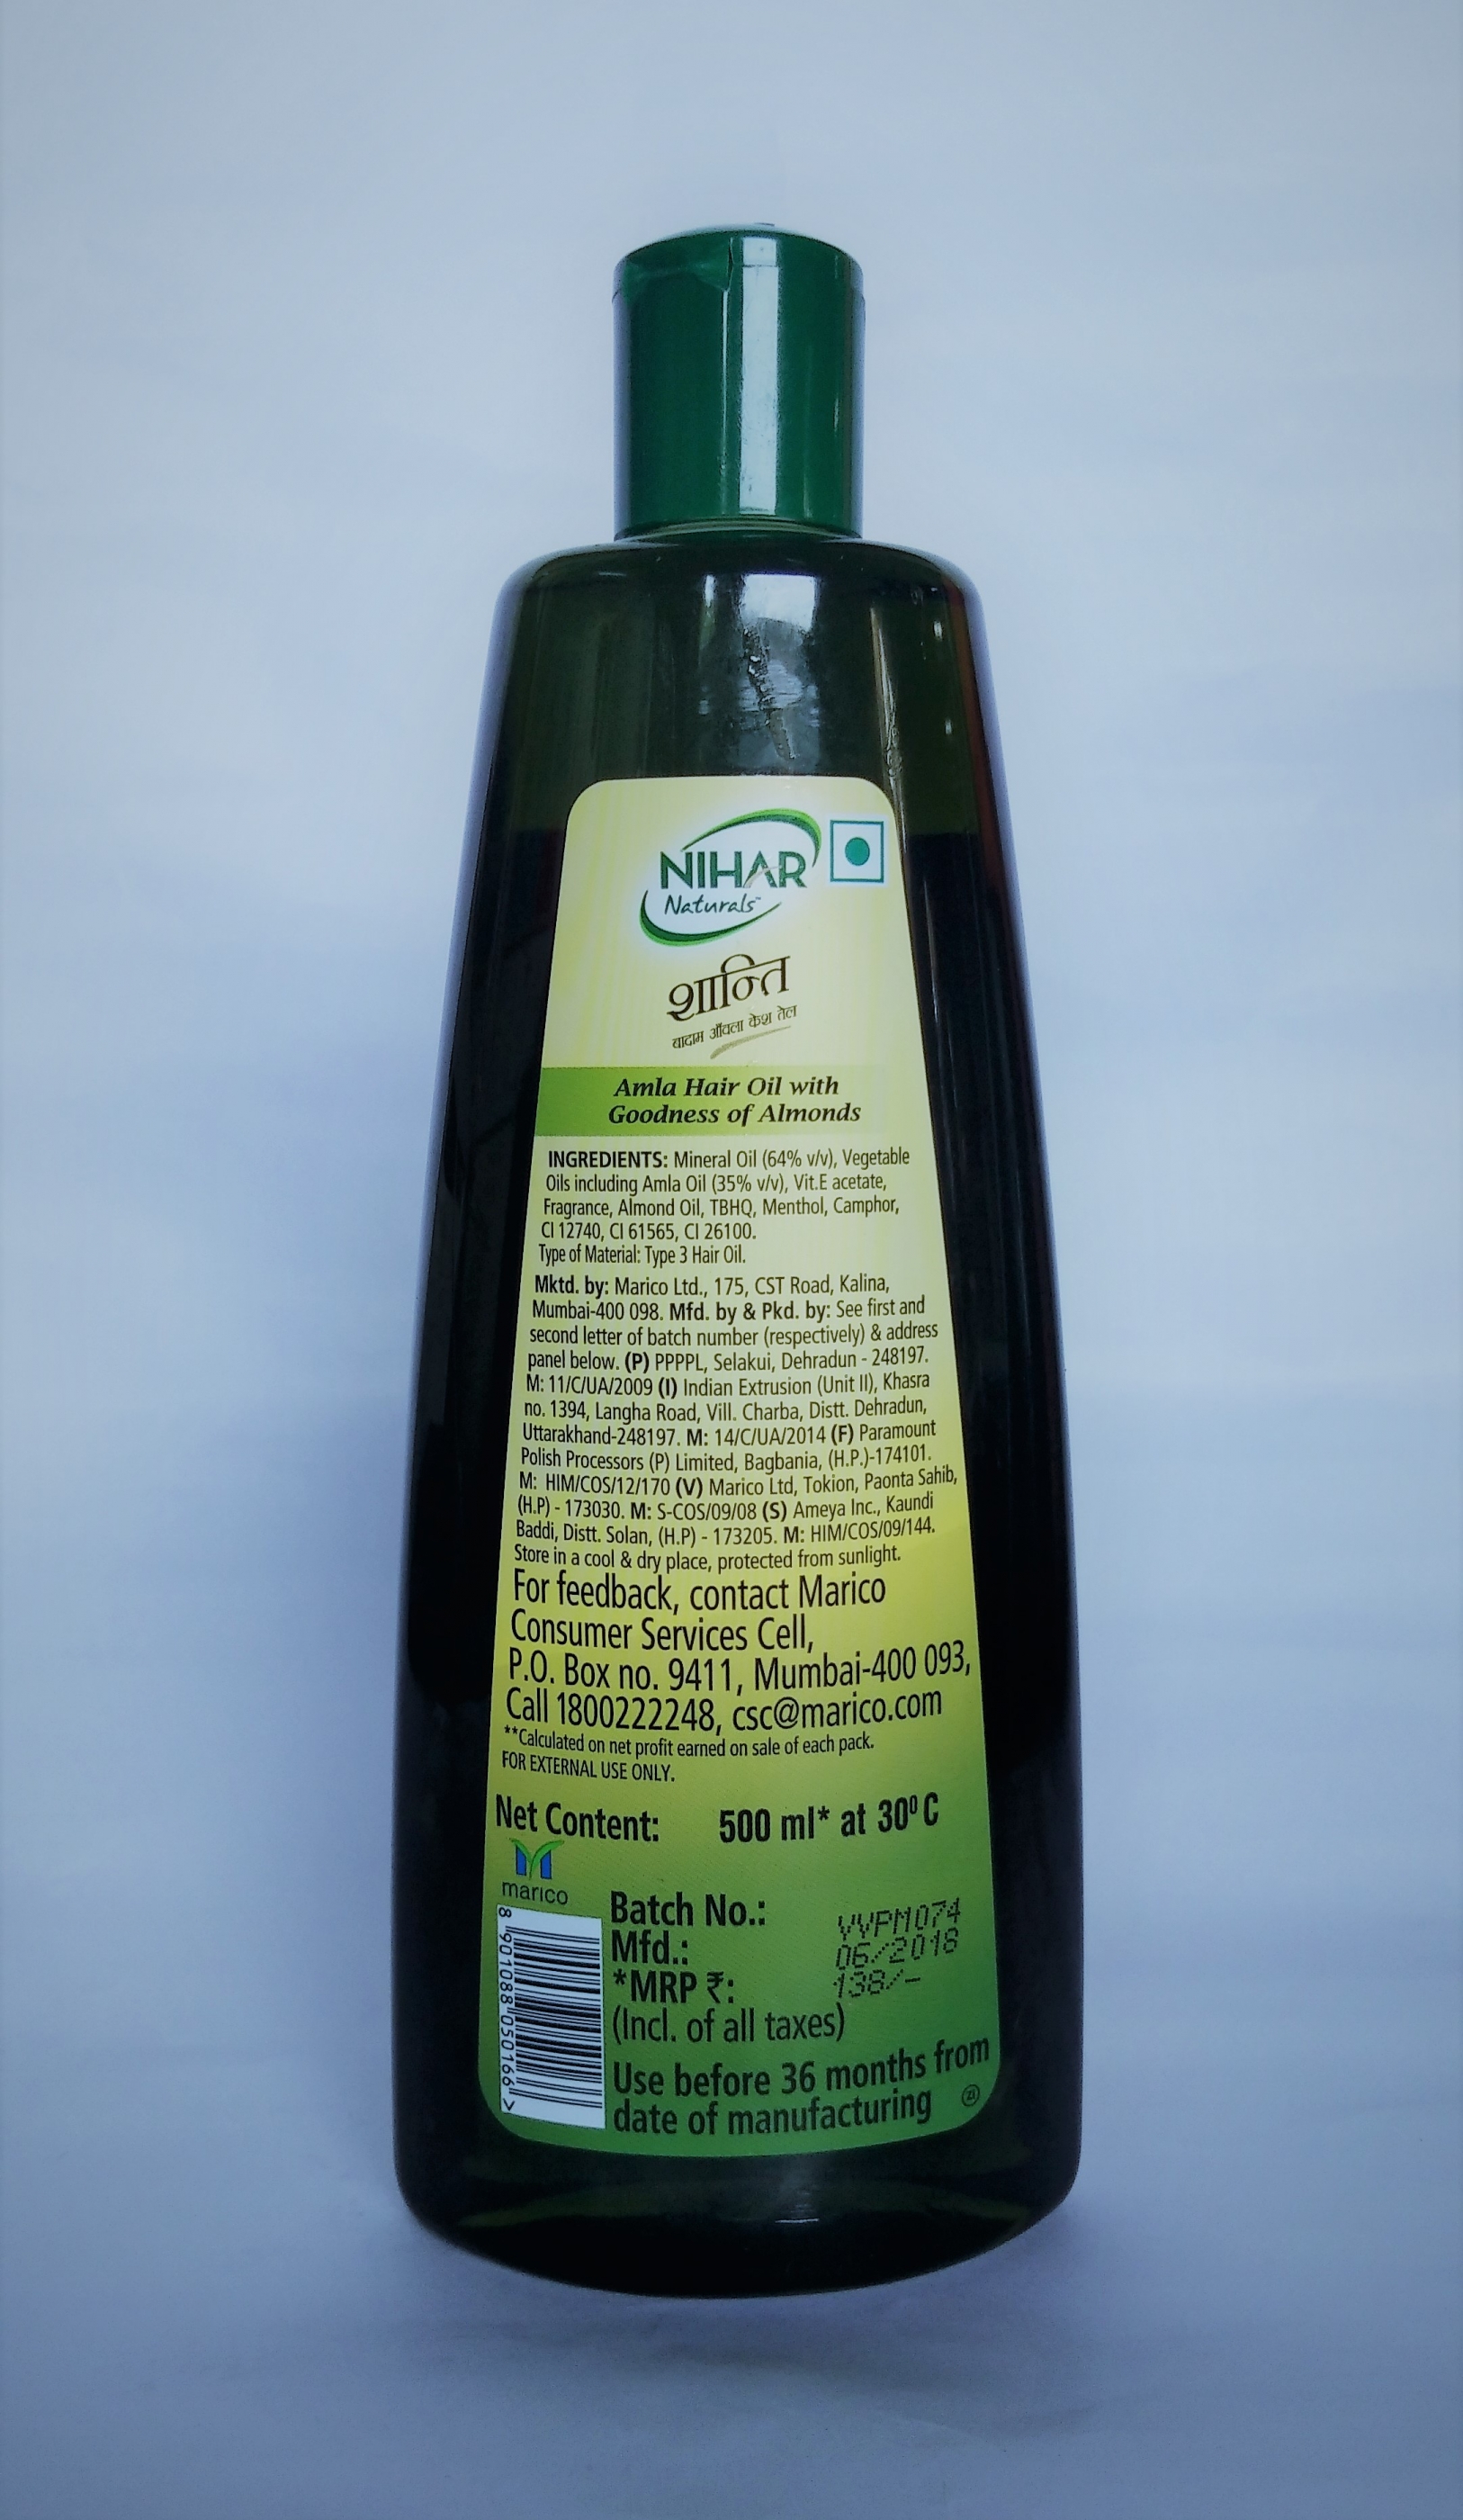 NIHAR
Naturals™
शान्ति
बादाम आँवला केश तेल
Amla Hair Oil with
Goodness of Almonds
INGREDIENTS: Mineral Oil (64% v/v), Vegetable
Oils including Amla Oil (35% v/v), Vit.E acetate,
Fragrance, Almond Oil, TBHQ, Menthol, Camphor,
CI 12740, CI 61565, CI 26100.
Type of Material: Type 3 Hair Oil.
Mktd. by: Marico Ltd., 175, CST Road, Kalina,
Mumbai-400 098. Mfd. by & Pkd. by: See first and
second letter of batch number (respectively) & address
panel below. (P) PPPPL, Selakui, Dehradun - 248197.
M: 11/C/UA/2009 (I) Indian Extrusion (Unit II), Khasra
no. 1394, Langha Road, Vill. Charba, Distt. Dehradun,
Uttarakhand-248197. M: 14/C/UA/2014 (F) Paramount
Polish Processors (P) Limited, Bagbania, (H.P.)-174101.
M: HIM/COS/12/170 (V) Marico Ltd, Tokion, Paonta Sahib,
(H.P) - 173030. M: S-COS/09/08 (S) Ameya Inc., Kaundi
Baddi, Distt. Solan, (H.P) - 173205. M: HIM/COS/09/144.
Store in a cool & dry place, protected from sunlight.
For feedback, contact Marico
Consumer Services Cell,
P.O. Box no. 9411, Mumbai-400 093,
Call 1800222248, csc@marico.com
**Calculated on net profit earned on sale of each pack.
FOR EXTERNAL USE ONLY.
Net Content: 500 ml* at 30⁰ C
marico
Batch No.: VVPM074
Mfd.: 06/2018
*MRP ₹: 138/-
(Incl. of all taxes)
Use before 36 months from
date of manufacturing
ZI
8 901088 050166 >